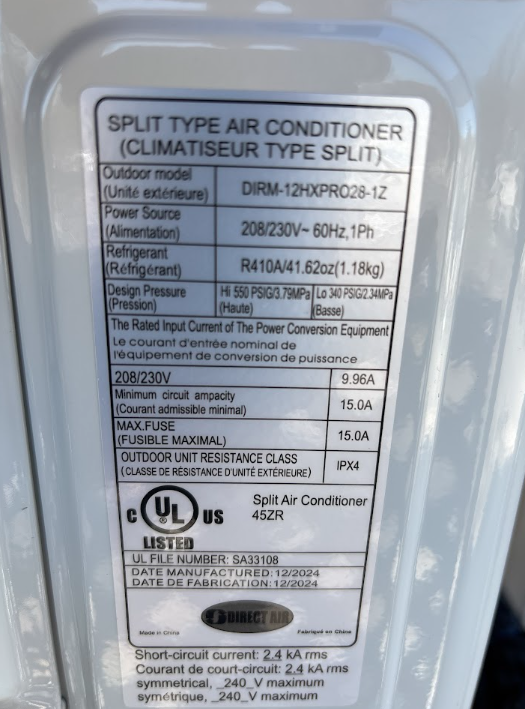 SPLIT TYPE AIR CONDITIONER
(CLIMATISEUR TYPE SPLIT)
Outdoor model
(Unité extérieure)
DIRM-12HXPRO28-1Z
Power Source
(Alimentation)
208/230V~ 60Hz,1Ph
Refrigerant
(Réfrigérant)
R410A/41.62oz(1.18kg)
Design Pressure
(Pression)
Hi 550 PSIG/3.79MPa
(Haute)
Lo 340 PSIG/2.34MPa
(Basse)
The Rated Input Current of The Power Conversion Equipment
Le courant d'entrée nominal de
l'équipement de conversion de puissance
208/230V 9.96A
Minimum circuit ampacity
(Courant admissible minimal)
15.0A
MAX.FUSE
(FUSIBLE MAXIMAL)
15.0A
OUTDOOR UNIT RESISTANCE CLASS
(CLASSE DE RÉSISTANCE D'UNITÉ EXTÉRIEURE)
IPX4
C UL US
LISTED
Split Air Conditioner
45ZR
UL FILE NUMBER: SA33108
DATE MANUFACTURED:12/2024
DATE DE FABRICATION:12/2024
DIRECT AIR
Made in China Fabriqué en Chine
Short-circuit current: 2.4 kA rms
Courant de court-circuit: 2.4 kA rms
symmetrical, _240_V maximum
symétrique, _240_V maximum